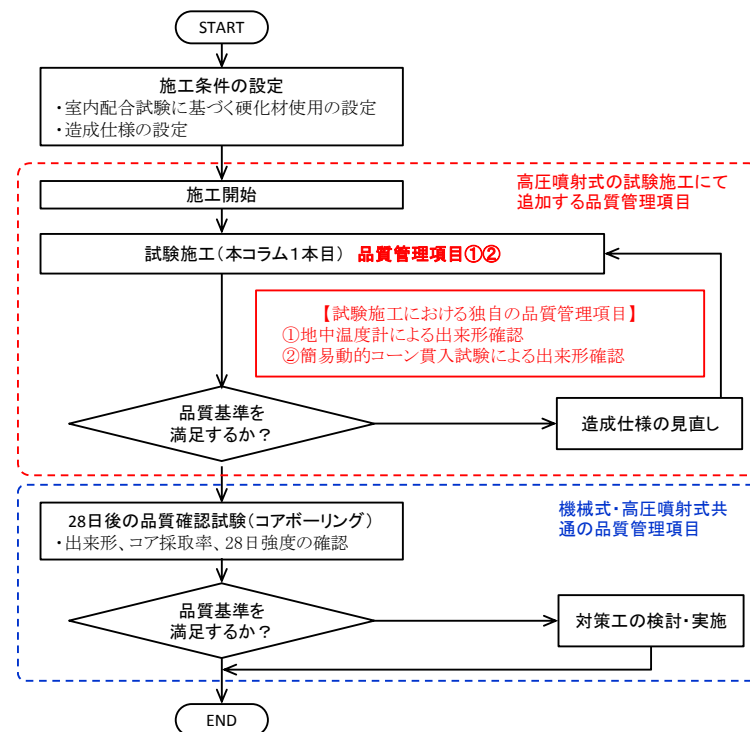 START
施工条件の設定
・室内配合試験に基づく硬化材使用の設定
・造成仕様の設定
高圧噴射式の試験施工にて
追加する品質管理項目
施工開始
試験施工（本コラム１本目） 品質管理項目①②
【試験施工における独自の品質管理項目】
①地中温度計による出来形確認
②簡易動的コーン貫入試験による出来形確認
品質基準を
満足するか？
造成仕様の見直し
機械式・高圧噴射式共
通の品質管理項目
28日後の品質確認試験（コアボーリング）
・出来形、コア採取率、28日強度の確認
品質基準を
満足するか？
対策工の検討・実施
END